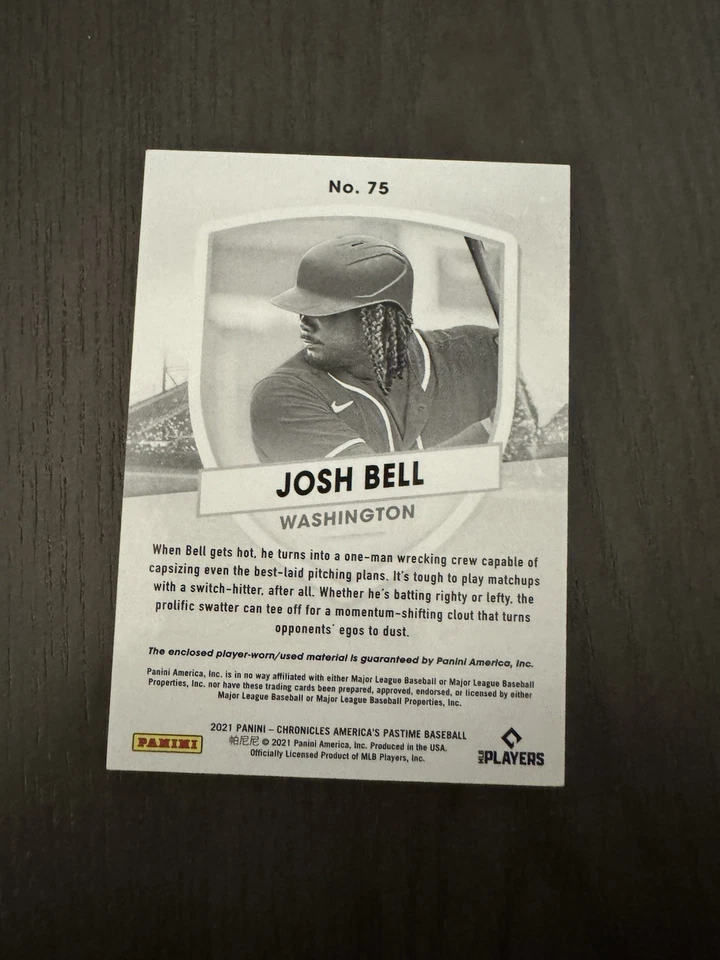 No. 75
JOSH BELL
WASHINGTON
When Bell gets hot, he turns into a one-man wrecking crew capable of
capsizing even the best-laid pitching plans. It's tough to play matchups
with a switch-hitter, after all. Whether he's batting righty or lefty, the
prolific swatter can tee off for a momentum-shifting clout that turns
opponents' egos to dust.
The enclosed player-worn/used material is guaranteed by Panini America, Inc.
Panini America, Inc. is in no way affiliated with either Major League Baseball or Major League Baseball
Properties, Inc. nor have these trading cards been prepared, approved, endorsed, or licensed by either
Major League Baseball or Major League Baseball Properties, Inc.
2021 PANINI – CHRONICLES AMERICA'S PASTIME BASEBALL
帕尼尼 © 2021 Panini America, Inc. Produced in the USA.
Officially Licensed Product of MLB Players, Inc.
PANINI
MLB PLAYERS